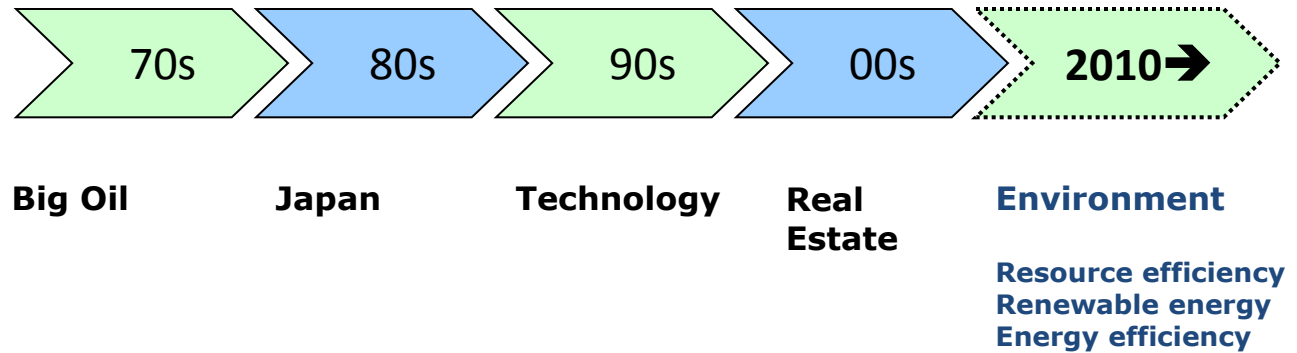 70s
80s
90s
00s
2010➔
Big Oil
Japan
Technology
Real
Estate
Environment
Resource efficiency
Renewable energy
Energy efficiency